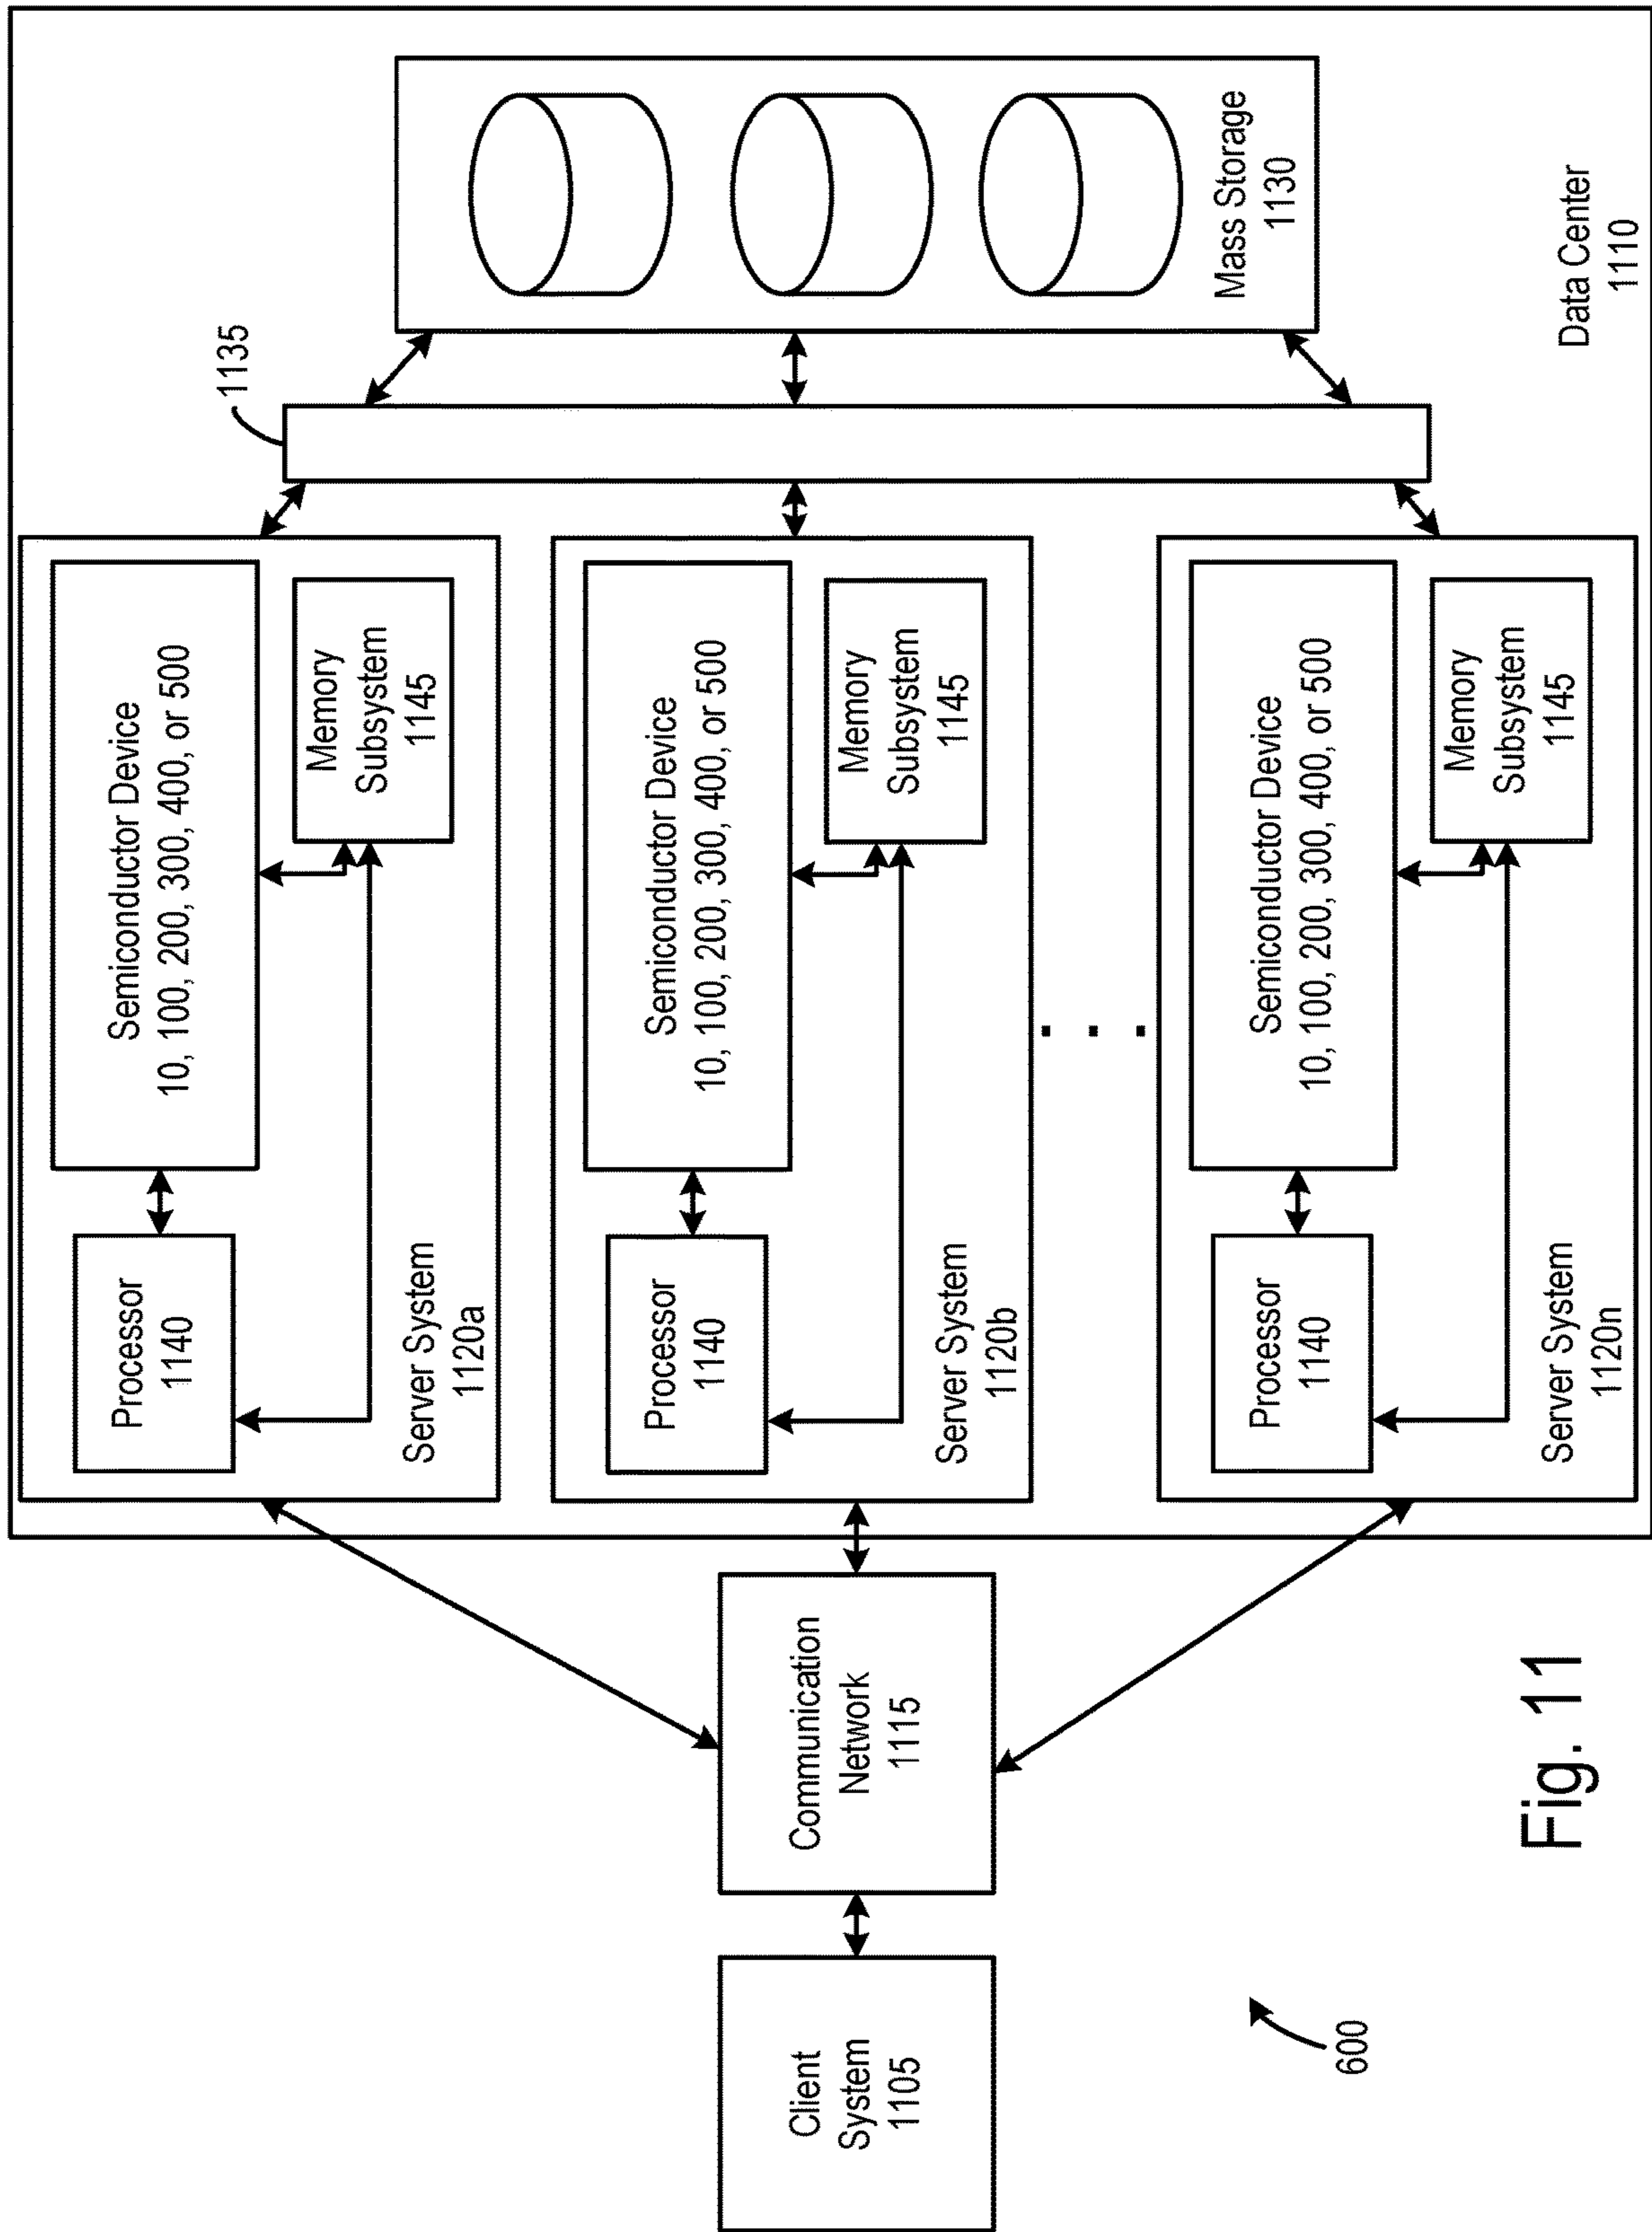 Client
System
1105
Communication
Network
1115
Processor
1140
Semiconductor Device
10, 100, 200, 300, 400, or 500
Memory
Subsystem
1145
Server System
1120a
Processor
1140
Semiconductor Device
10, 100, 200, 300, 400, or 500
Memory
Subsystem
1145
Server System
1120b
. . .
Processor
1140
Semiconductor Device
10, 100, 200, 300, 400, or 500
Memory
Subsystem
1145
Server System
1120n
1135
Mass Storage
1130
Data Center
1110
600
Fig. 11